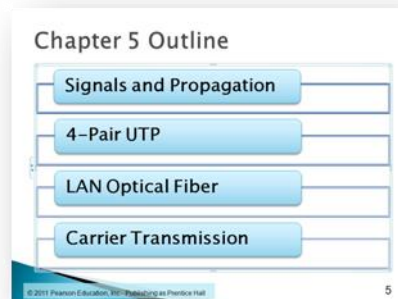 Chapter 5 Outline
Signals and Propagation
4-Pair UTP
LAN Optical Fiber
Carrier Transmission
© 2011 Pearson Education, Inc. Publishing as Prentice Hall
5